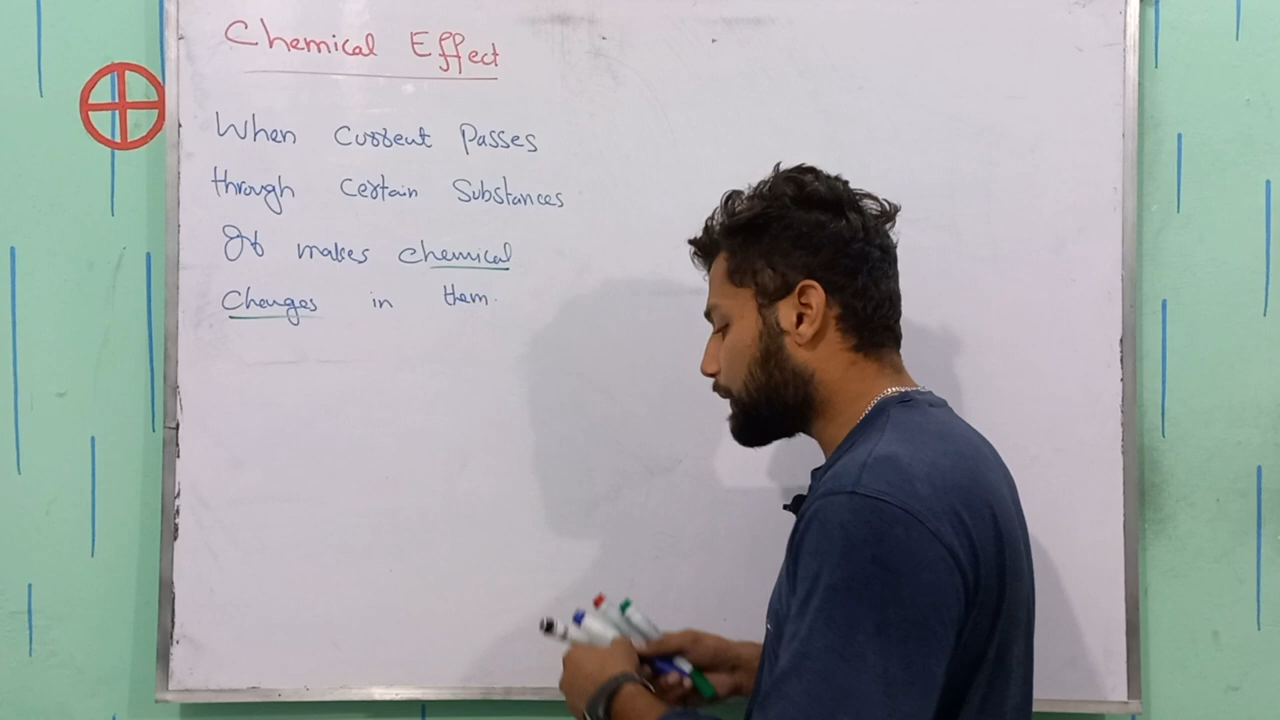 Chemical Effect
When Current Passes
through Certain Substances
It makes chemical
changes in them.